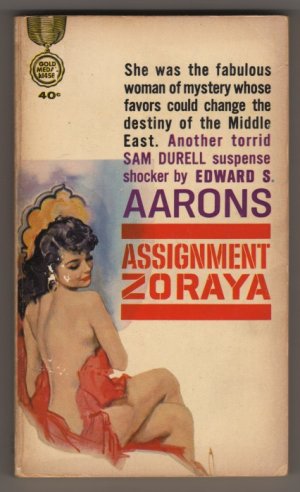 GOLD
MEDAL
40¢
She was the fabulous
woman of mystery whose
favors could change the
destiny of the Middle
East. Another torrid
SAM DURELL suspense
shocker by EDWARD S.
AARONS
ASSIGNMENT
ZORAYA